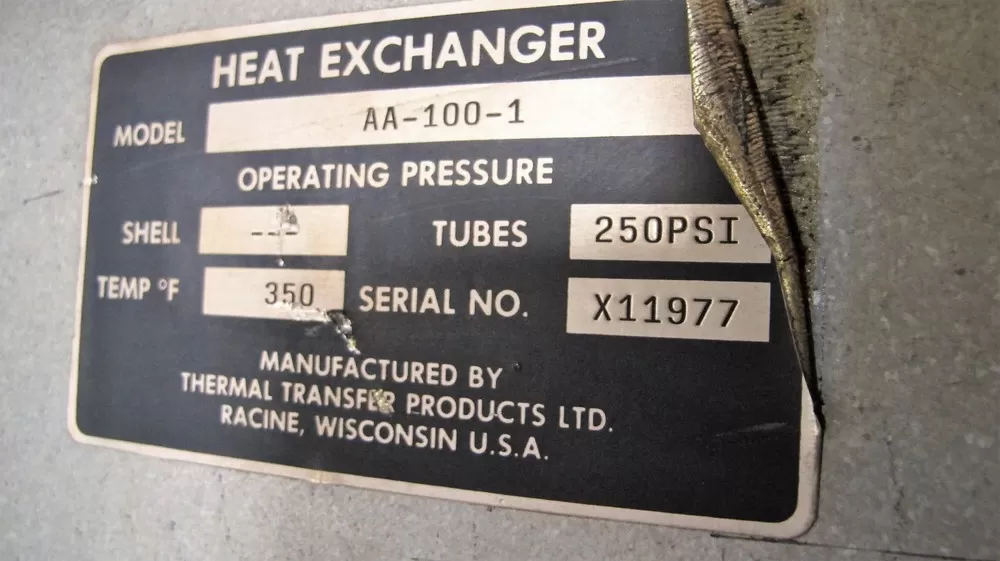 HEAT EXCHANGER
MODEL AA-100-1
OPERATING PRESSURE
SHELL --- TUBES 250PSI
TEMP °F 350 SERIAL NO. X11977
MANUFACTURED BY
THERMAL TRANSFER PRODUCTS LTD.
RACINE, WISCONSIN U.S.A.